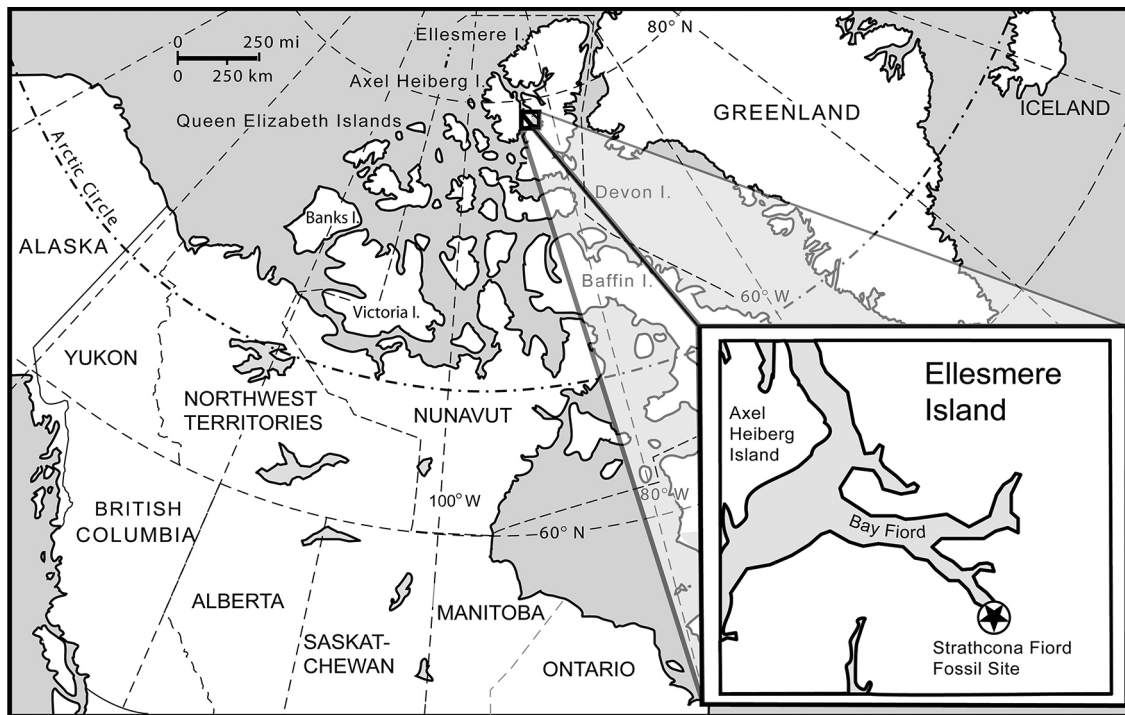 Ellesmere I.
80° N
0 250 mi
0 250 km
Axel Heiberg I.
GREENLAND
ICELAND
Queen Elizabeth Islands
Arctic Circle
Devon I.
Banks I.
ALASKA
Baffin I.
60° W
Victoria I.
YUKON
NORTHWEST
TERRITORIES
NUNAVUT
100° W
80° W
BRITISH
COLUMBIA
60° N
ALBERTA
MANITOBA
SASKAT-
CHEWAN
ONTARIO
Ellesmere
Island
Axel
Heiberg
Island
Bay Fiord
Strathcona Fiord
Fossil Site